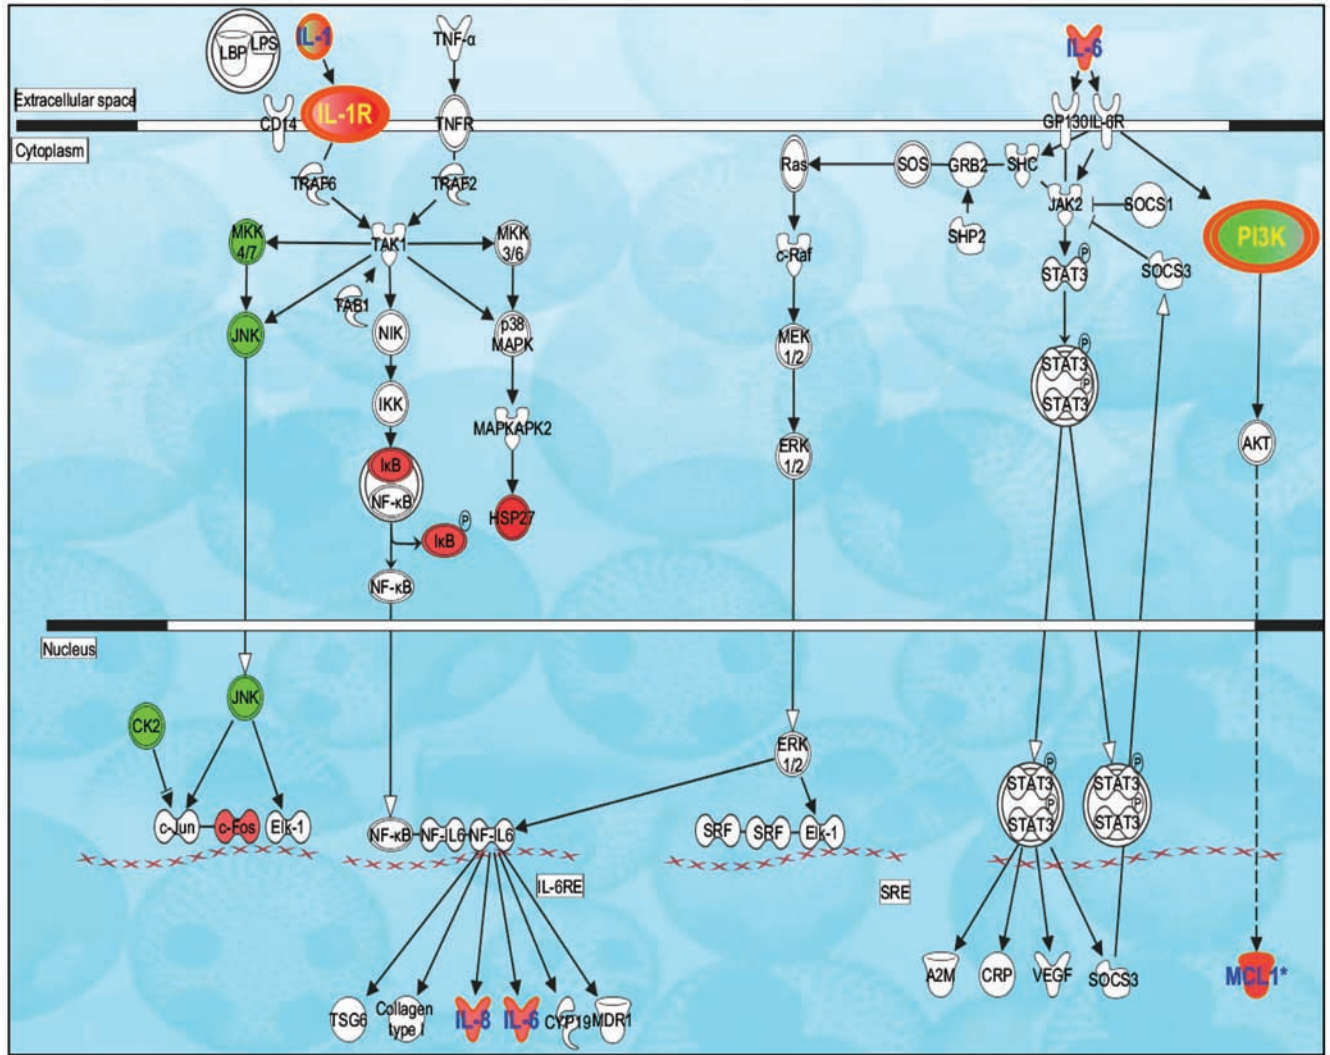 LBP
LPS
IL-1
TNF-α
IL-6
Extracellular space
CD14
IL-1R
TNFR
GP130
IL-6R
Cytoplasm
TRAF6
TRAF2
Ras
SOS
GRB2
SHC
JAK2
SOCS1
SHP2
PI3K
MKK
4/7
TAK1
MKK
3/6
c-Raf
STAT3
P
SOCS3
TAB1
JNK
NIK
p38
MAPK
MEK
1/2
STAT3
P
STAT3
P
IKK
MAPKAPK2
ERK
1/2
AKT
IκB
NF-κB
IκB
P
HSP27
NF-κB
Nucleus
JNK
CK2
ERK
1/2
c-Jun
c-Fos
Elk-1
NF-κB
NF-IL6
NF-IL6
SRF
SRF
Elk-1
STAT3
P
STAT3
P
STAT3
P
STAT3
P
IL-6RE
SRE
A2M
CRP
VEGF
SOCS3
MCL1*
TSG6
Collagen
type I
IL-8
IL-6
CYP19
MDR1